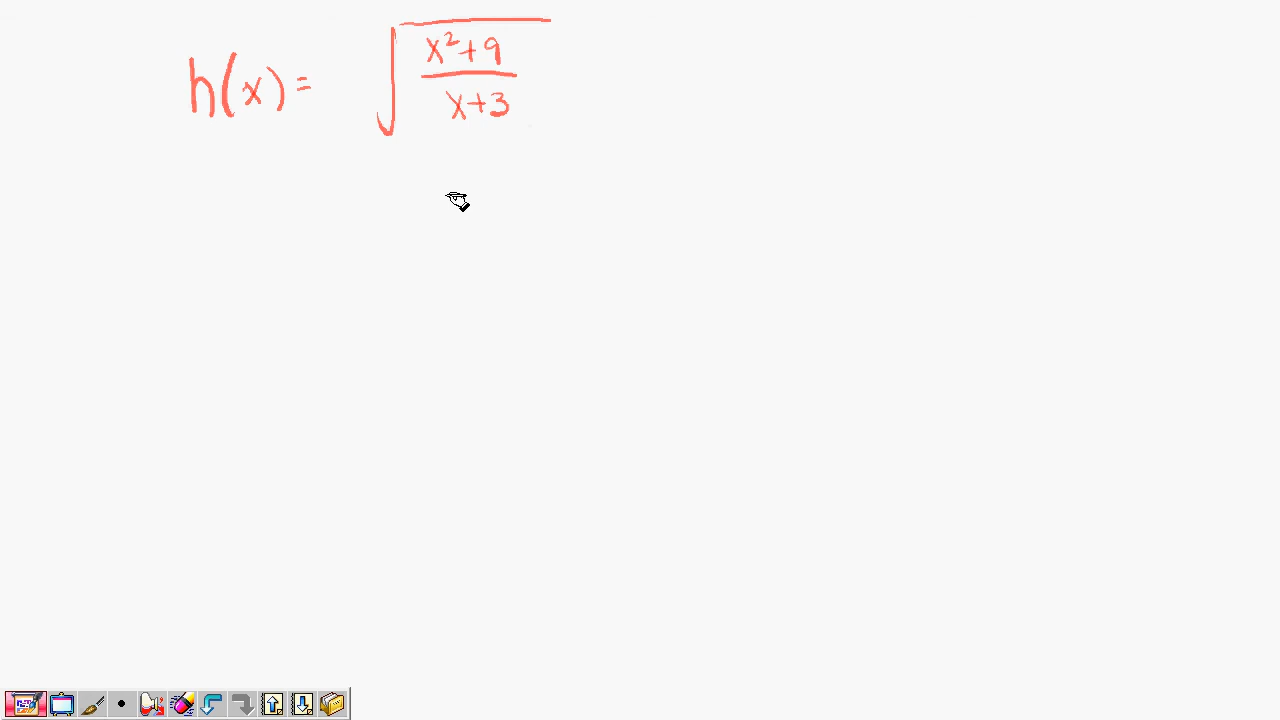 h(x) = √((x²+9)/(x+3))